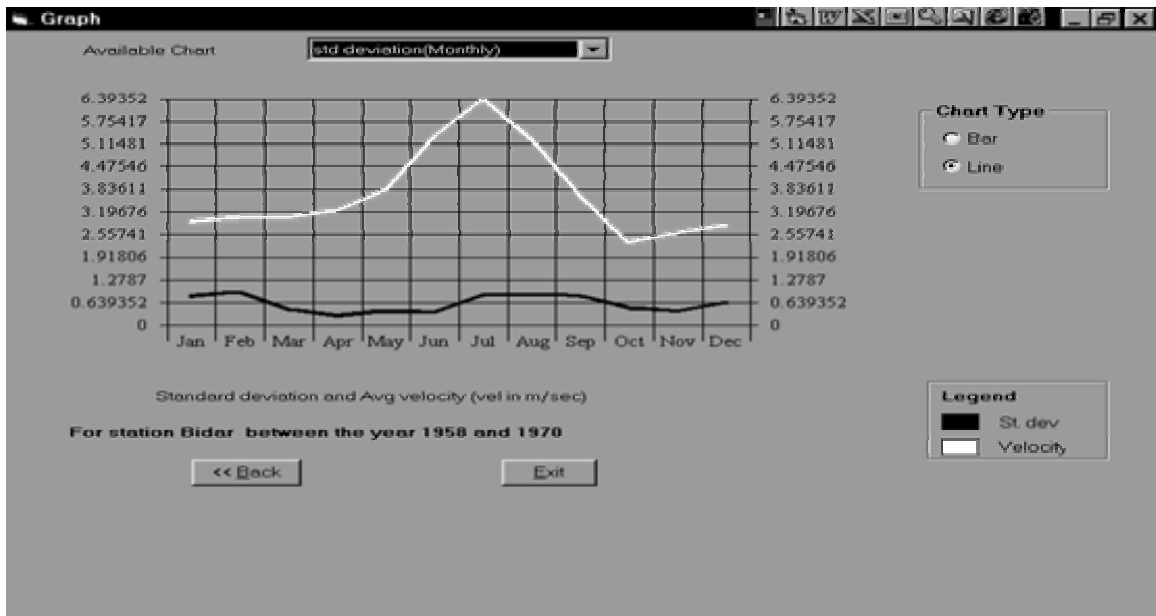 Graph
Available Chart std deviation(Monthly)
6.39352 6.39352
5.75417 5.75417
5.11481 5.11481
4.47546 4.47546
3.83611 3.83611
3.19676 3.19676
2.55741 2.55741
1.91806 1.91806
1.2787 1.2787
0.639352 0.639352
0 0
Jan Feb Mar Apr May Jun Jul Aug Sep Oct Nov Dec
Chart Type
Bar
Line
Standard deviation and Avg velocity (vel in m/sec)
For station Bidar between the year 1958 and 1970
Legend
St. dev
Velocity
<< Back Exit